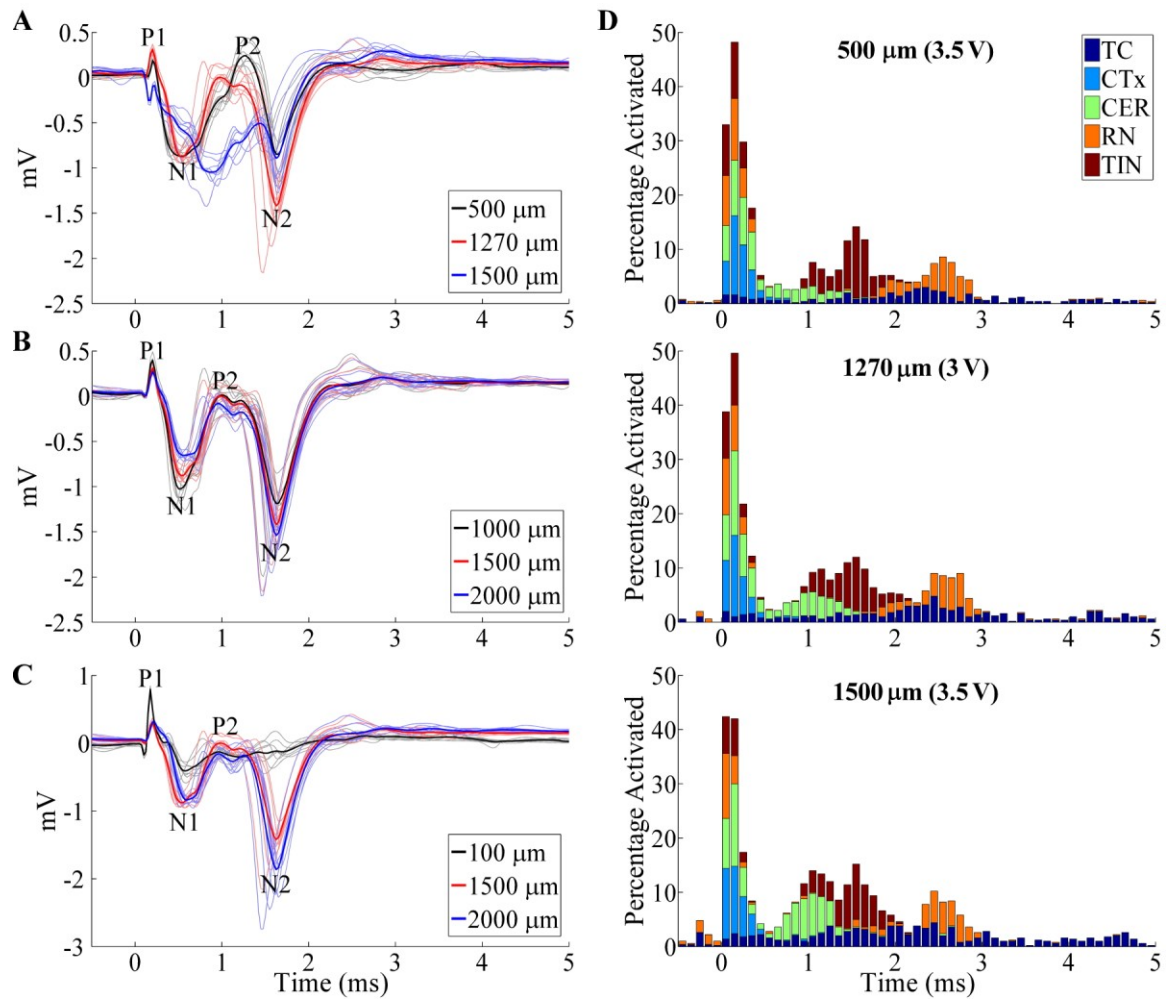 A
P1
P2
N1
N2
0.5
0
-0.5
-1
-1.5
-2
-2.5
mV
500 μm
1270 μm
1500 μm
0 1 2 3 4 5
B
P1
P2
N1
N2
0.5
0
-0.5
-1
-1.5
-2
-2.5
mV
1000 μm
1500 μm
2000 μm
0 1 2 3 4 5
C
P1
P2
N1
N2
1
0
-1
-2
-3
mV
100 μm
1500 μm
2000 μm
0 1 2 3 4 5
Time (ms)
D
500 μm (3.5 V)
TC
CTx
CER
RN
TIN
50
40
30
20
10
0
Percentage Activated
0 1 2 3 4 5
1270 μm (3 V)
50
40
30
20
10
0
Percentage Activated
0 1 2 3 4 5
1500 μm (3.5 V)
50
40
30
20
10
0
Percentage Activated
0 1 2 3 4 5
Time (ms)